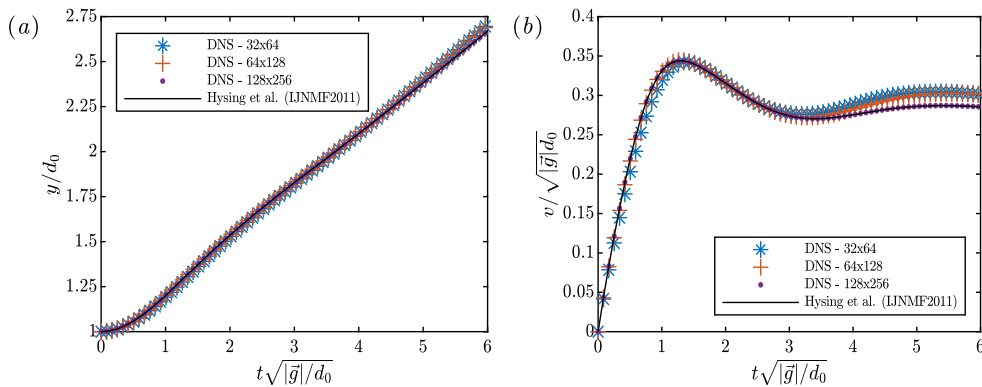 (a)
2.75
2.5
2.25
2
1.75
1.5
1.25
1
y/d₀
DNS - 32x64
DNS - 64x128
DNS - 128x256
Hysing et al. (IJNMF2011)
0 1 2 3 4 5 6
t√|g⃗|/d₀
(b)
0.4
0.35
0.3
0.25
0.2
0.15
0.1
0.05
0
v/√|g⃗|d₀
DNS - 32x64
DNS - 64x128
DNS - 128x256
Hysing et al. (IJNMF2011)
0 1 2 3 4 5 6
t√|g⃗|/d₀